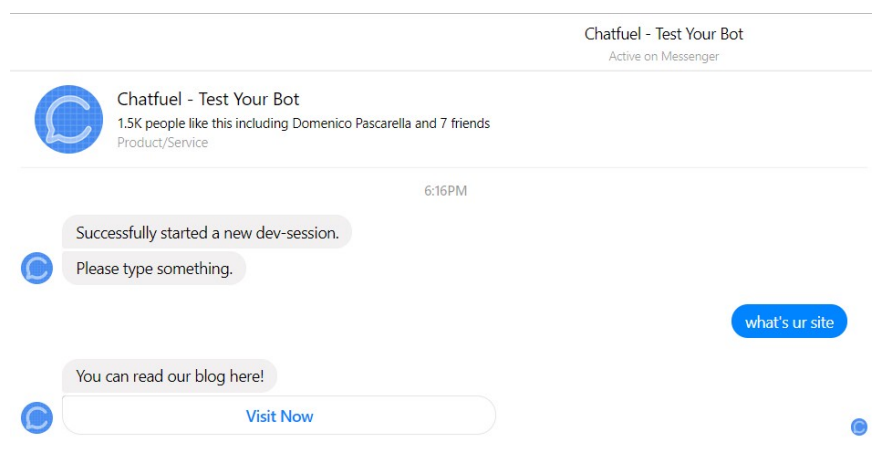 Chatfuel - Test Your Bot
Active on Messenger
Chatfuel - Test Your Bot
1.5K people like this including Domenico Pascarella and 7 friends
Product/Service
6:16PM
Successfully started a new dev-session.
Please type something.
what's ur site
You can read our blog here!
Visit Now